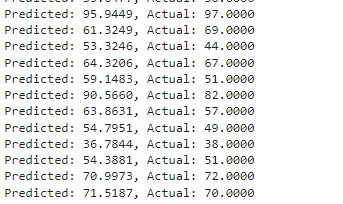 Predicted: 95.9449, Actual: 97.0000
Predicted: 61.3249, Actual: 69.0000
Predicted: 53.3246, Actual: 44.0000
Predicted: 64.3206, Actual: 67.0000
Predicted: 59.1483, Actual: 51.0000
Predicted: 90.5660, Actual: 82.0000
Predicted: 63.8631, Actual: 57.0000
Predicted: 54.7951, Actual: 49.0000
Predicted: 36.7844, Actual: 38.0000
Predicted: 54.3881, Actual: 51.0000
Predicted: 70.9973, Actual: 72.0000
Predicted: 71.5187, Actual: 70.0000